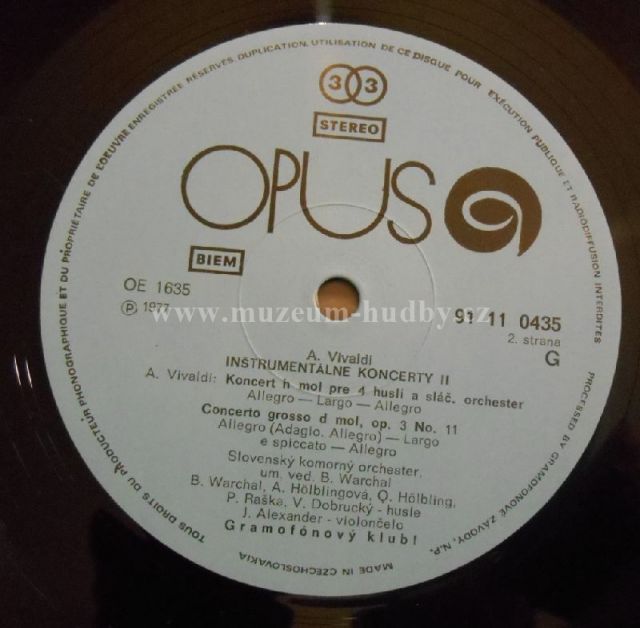 TOUS DROITS DU PRODUCTEUR PHONOGRAPHIQUE ET DU PROPRIÉTAIRE DE L'OEUVRE ENREGISTRÉE RÉSERVÉS. DUPLICATION, UTILISATION DE CE DISQUE POUR EXÉCUTION PUBLIQUE ET RADIODIFFUSION INTERDITES
33
STEREO
OPUS
BIEM
OE 1635
℗ 1977
91 11 0435
2. strana
G
www.muzeum-hudby.cz
A. Vivaldi
INŠTRUMENTÁLNE KONCERTY II
A. Vivaldi: Koncert h mol pre 4 husli a sláč. orchester
Allegro — Largo — Allegro
Concerto grosso d mol, op. 3 No. 11
Allegro (Adagio. Allegro) — Largo
e spiccato — Allegro
Slovenský komorný orchester,
um. ved. B. Warchal
B. Warchal, A. Hölblingová, Q. Hölbling,
P. Raška, V. Dobrucký - husle
J. Alexander - violončelo
Gramofónový klub!
PROCESSED BY GRAMOFONOVÉ ZÁVODY, N.P.
MADE IN CZECHOSLOVAKIA